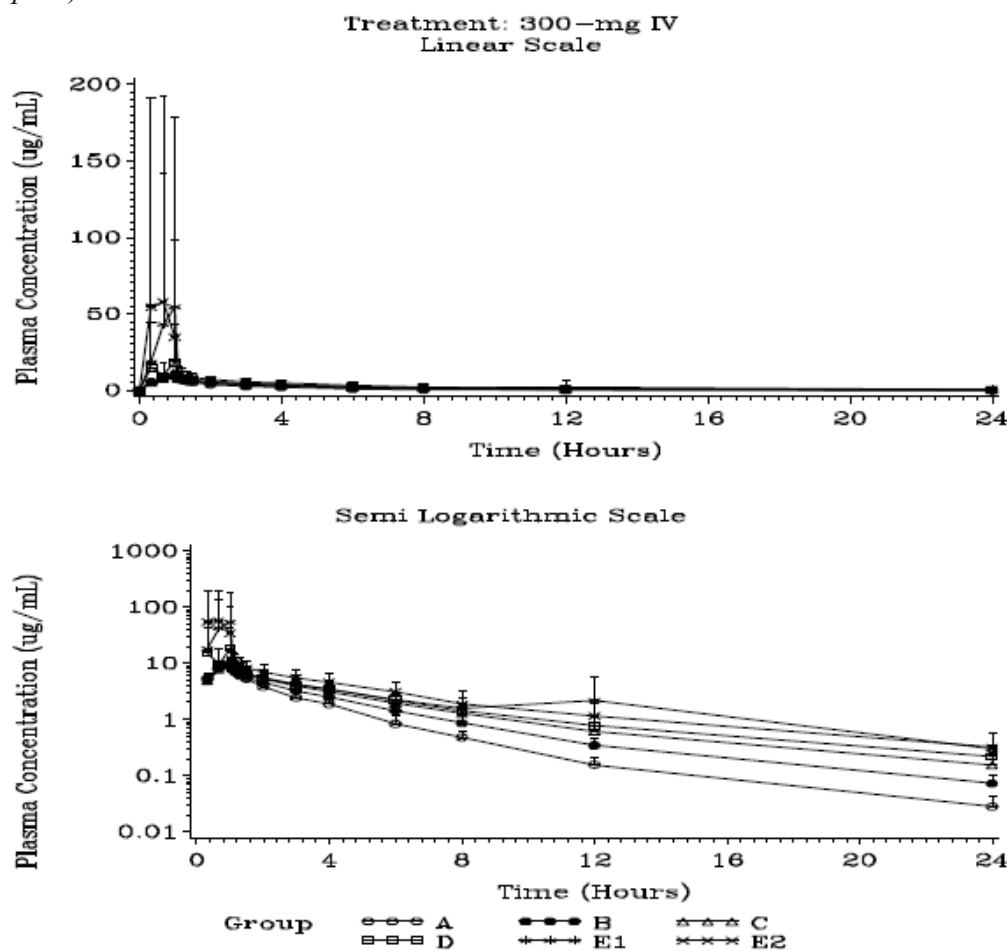 Treatment: 300-mg IV
Linear Scale
Plasma Concentration (ug/mL)
200
150
100
50
0
0 4 8 12 16 20 24
Time (Hours)
Semi Logarithmic Scale
Plasma Concentration (ug/mL)
1000
100
10
1
0.1
0.01
0 4 8 12 16 20 24
Time (Hours)
Group A B C
D E1 E2